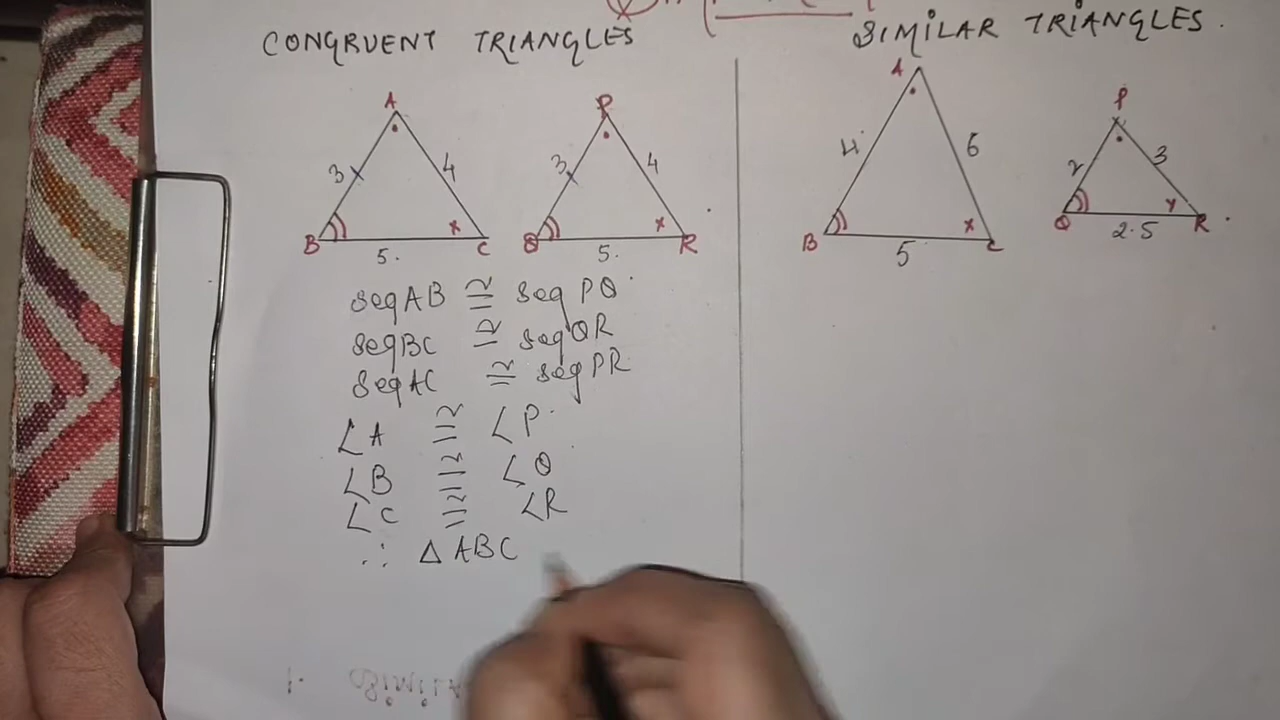 CONGRUENT TRIANGLES
A
P
3
4
3
4
B
C
Q
R
5.
5.
seg AB ≅ seg PQ
seg BC ≅ seg QR
seg AC ≅ seg PR
∠A ≅ ∠P
∠B ≅ ∠Q
∠C ≅ ∠R
∴ △ABC
SIMILAR TRIANGLES.
A
P
4
6
2
3
B
C
Q
R
5
2.5
1.